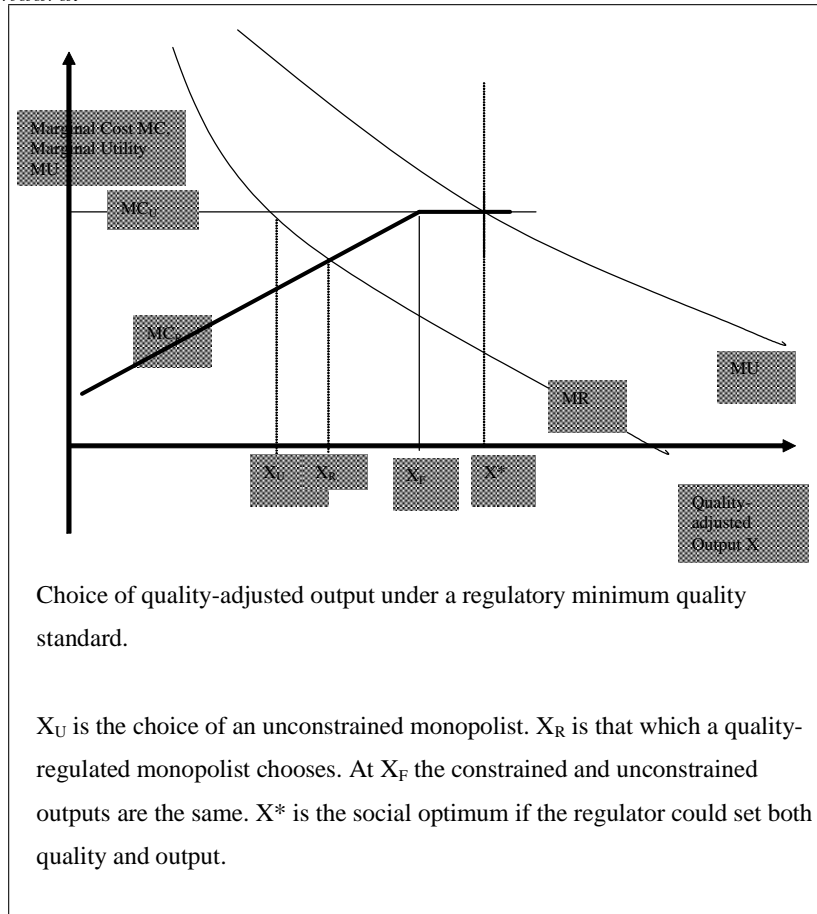 Marginal Cost MC,
Marginal Utility
MU
MC_U
MC_R
MU
MR
X_U X_R X_F X*
Quality-
adjusted
Output X
Choice of quality-adjusted output under a regulatory minimum quality
standard.
X_U is the choice of an unconstrained monopolist. X_R is that which a quality-
regulated monopolist chooses. At X_F the constrained and unconstrained
outputs are the same. X* is the social optimum if the regulator could set both
quality and output.